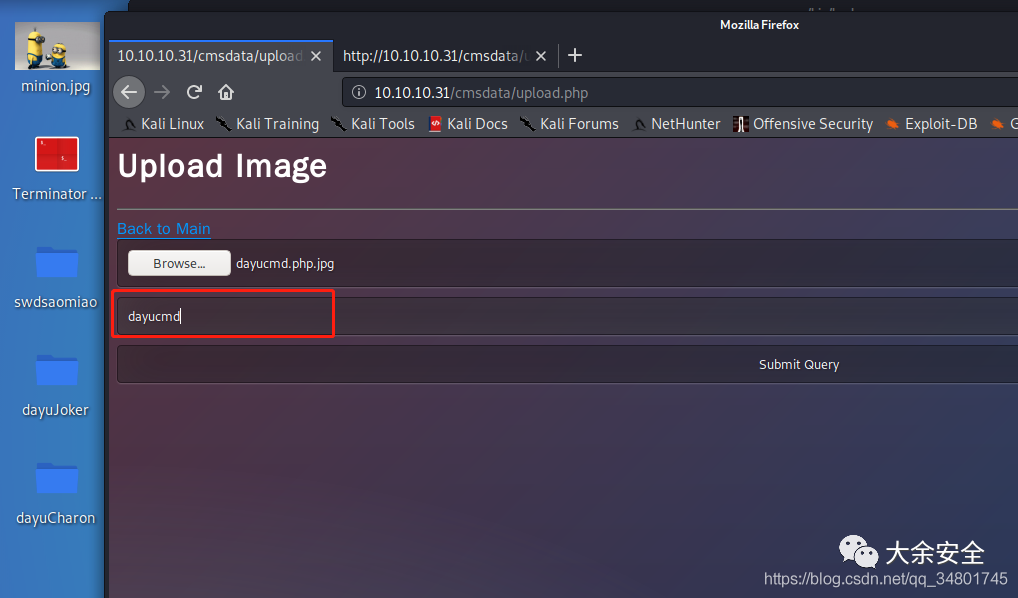 Mozilla Firefox
10.10.10.31/cmsdata/upload
http://10.10.10.31/cmsdata/u
10.10.10.31/cmsdata/upload.php
Kali Linux Kali Training Kali Tools Kali Docs Kali Forums NetHunter Offensive Security Exploit-DB G
Upload Image
Back to Main
Browse... dayucmd.php.jpg
dayucmd
Submit Query
minion.jpg
Terminator ...
swdsaomiao
dayuJoker
dayuCharon
大余安全
https://blog.csdn.net/qq_34801745